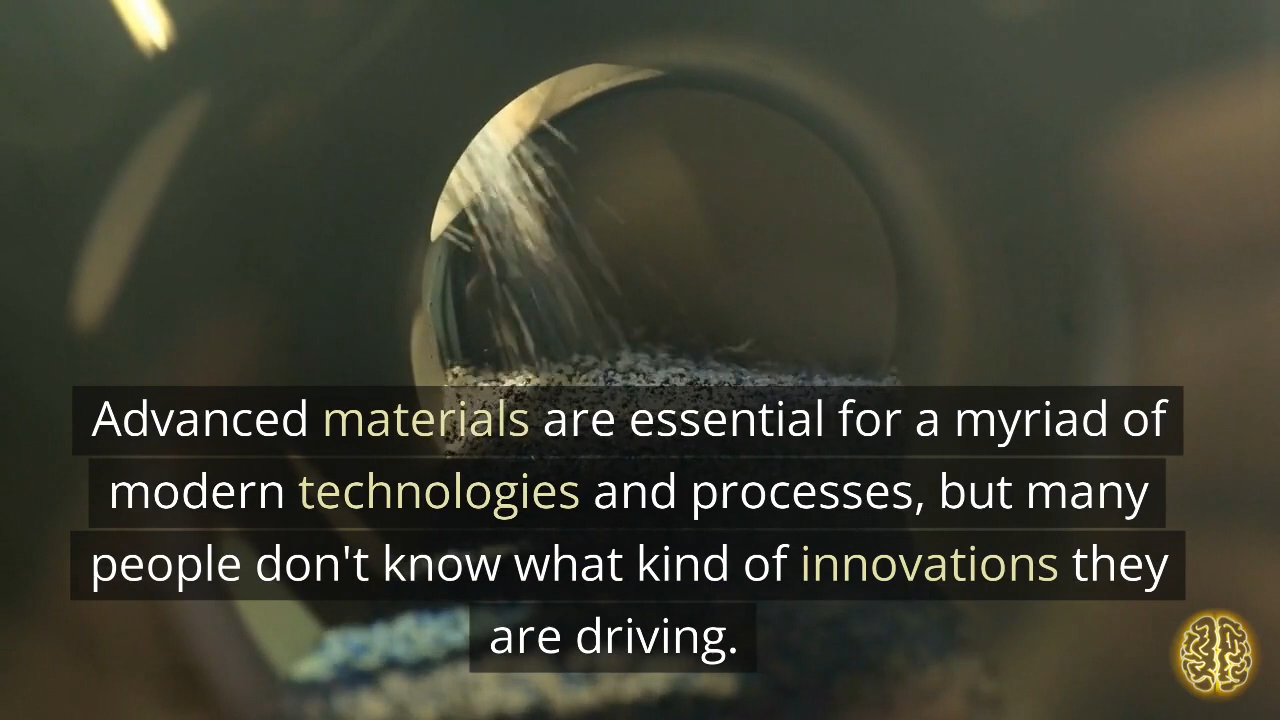 Advanced materials are essential for a myriad of
modern technologies and processes, but many
people don't know what kind of innovations they
are driving.